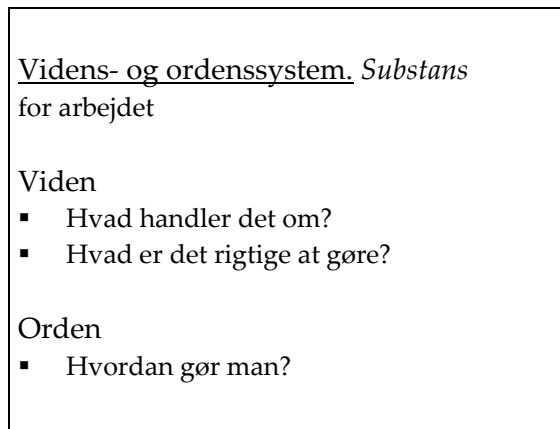 Videns- og ordenssystem. Substans
for arbejdet
Viden
▪ Hvad handler det om?
▪ Hvad er det rigtige at gøre?
Orden
▪ Hvordan gør man?